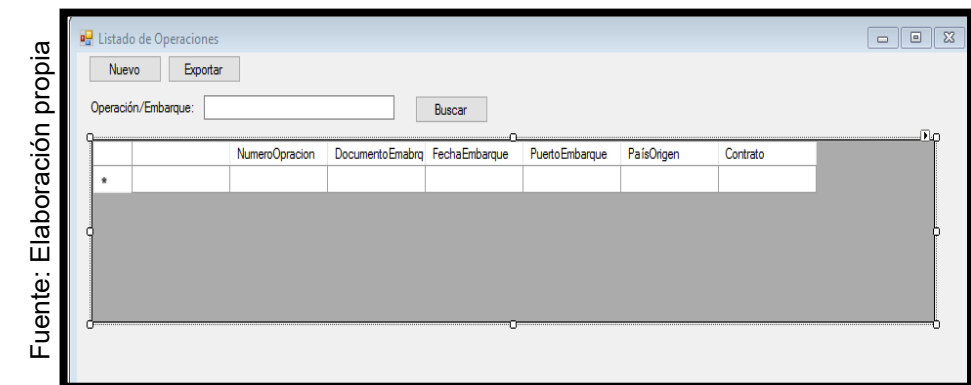 Fuente: Elaboración propia
Listado de Operaciones
Nuevo Exportar
Operación/Embarque: Buscar
NumeroOpracion DocumentoEmabrq FechaEmbarque PuertoEmbarque PaísOrigen Contrato
*